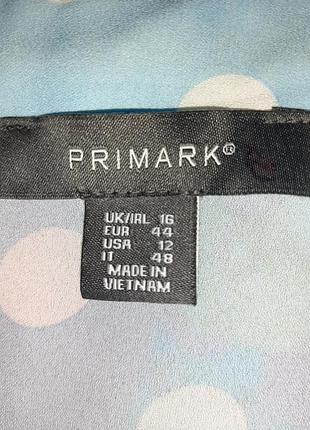 PRIMARK®
UK/IRL 16
EUR 44
USA 12
IT 48
MADE IN
VIETNAM